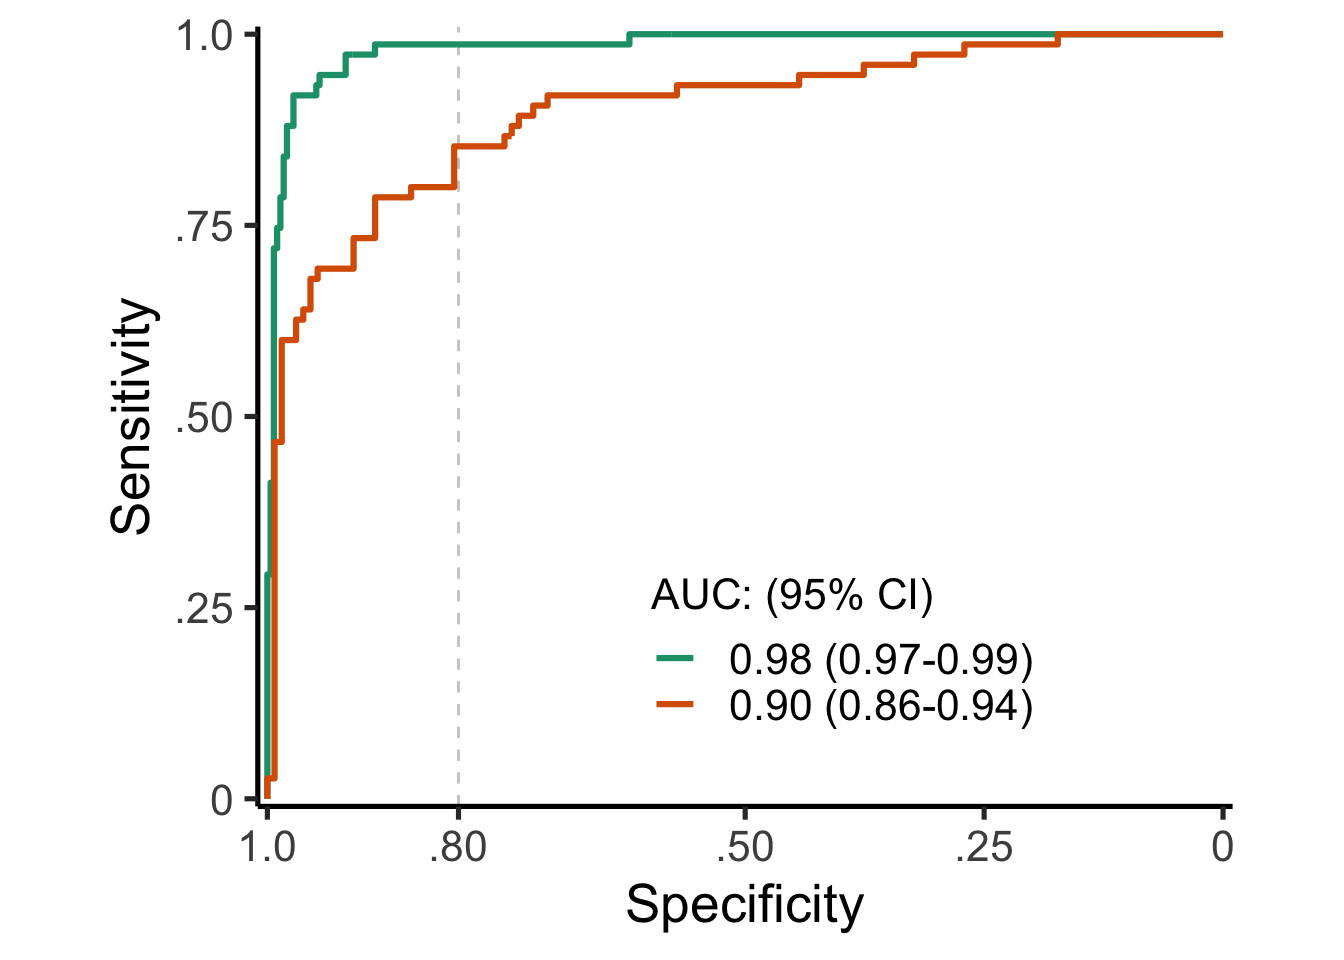 1.0
.75
.50
.25
0
Sensitivity
AUC: (95% CI)
0.98 (0.97-0.99)
0.90 (0.86-0.94)
1.0 .80 .50 .25 0
Specificity